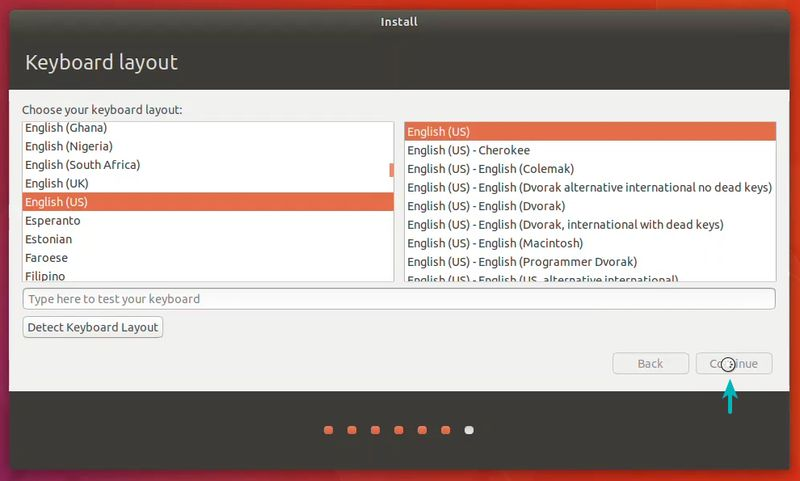 Install
Keyboard layout
Choose your keyboard layout:
English (Ghana)
English (Nigeria)
English (South Africa)
English (UK)
English (US)
Esperanto
Estonian
Faroese
Filipino
English (US)
English (US) - Cherokee
English (US) - English (Colemak)
English (US) - English (Dvorak alternative international no dead keys)
English (US) - English (Dvorak)
English (US) - English (Dvorak, international with dead keys)
English (US) - English (Macintosh)
English (US) - English (Programmer Dvorak)
English (US) - English (US, alternative international)
Type here to test your keyboard
Detect Keyboard Layout
Back
Continue